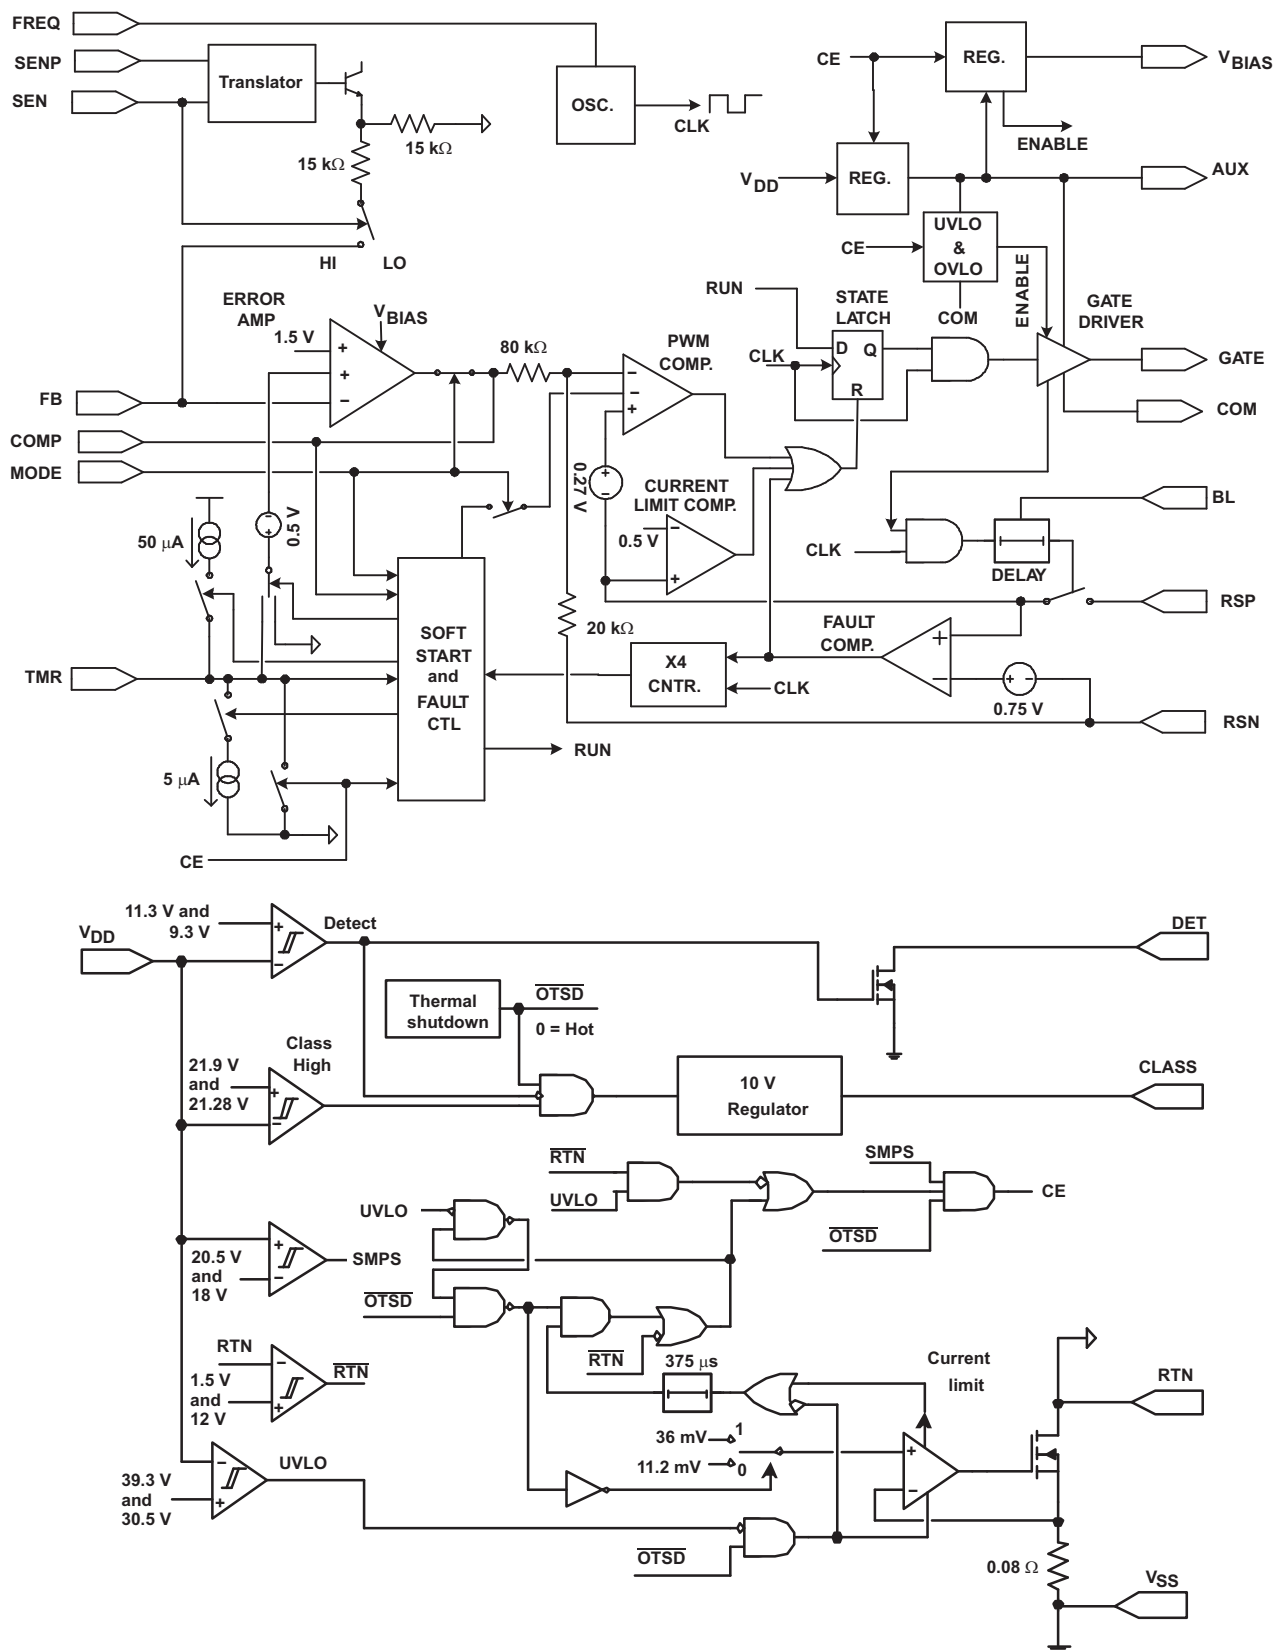 FREQ
SENP
SEN
Translator
15 kΩ
15 kΩ
HI
LO
OSC.
CLK
CE
REG.
VBIAS
ENABLE
VDD
REG.
AUX
CE
UVLO
&
OVLO
COM
ENABLE
GATE
DRIVER
GATE
COM
RUN
STATE
LATCH
D
Q
R
CLK
ERROR
AMP
VBIAS
1.5 V
+
+
−
80 kΩ
PWM
COMP.
−
−
+
FB
COMP
MODE
0.27 V
+
−
CURRENT
LIMIT COMP.
0.5 V
−
+
50 µA
−
+
0.5 V
BL
CLK
DELAY
RSP
20 kΩ
FAULT
COMP.
+
−
+ −
0.75 V
RSN
X4
CNTR.
CLK
SOFT
START
and
FAULT
CTL
RUN
TMR
5 µA
CE
11.3 V and
9.3 V
VDD
+
−
Detect
DET
Thermal
shutdown
OTSD
0 = Hot
Class
High
21.9 V
and
21.28 V
+
−
10 V
Regulator
CLASS
RTN
UVLO
SMPS
OTSD
CE
UVLO
20.5 V
and
18 V
+
−
SMPS
OTSD
RTN
RTN
1.5 V
and
12 V
−
+
RTN
375 µs
Current
limit
RTN
36 mV
1
11.2 mV
0
+
−
39.3 V
and
30.5 V
−
+
UVLO
OTSD
0.08 Ω
VSS